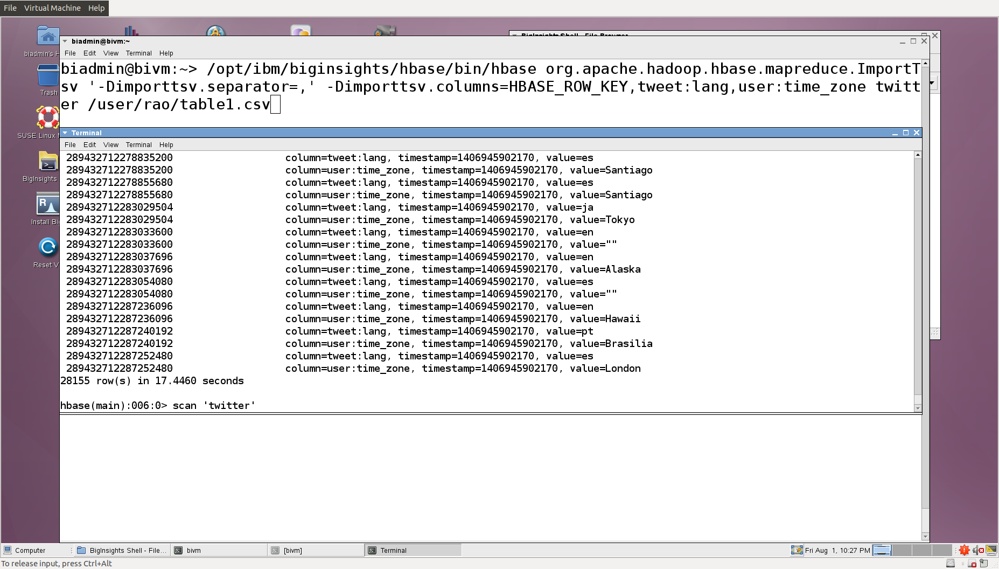 File Virtual Machine Help
biadmin's H
Trash
SUSE Linux
BigInsights
Install Bi
Reset V
BigInsights Shell - File Browser
biadmin@bivm:~
File Edit View Terminal Help
biadmin@bivm:~> /opt/ibm/biginsights/hbase/bin/hbase org.apache.hadoop.hbase.mapreduce.ImportT
sv '-Dimporttsv.separator=,' -Dimporttsv.columns=HBASE_ROW_KEY,tweet:lang,user:time_zone twitt
er /user/rao/table1.csv
Terminal
File Edit View Terminal Help
289432712278835200 column=tweet:lang, timestamp=1406945902170, value=es
289432712278835200 column=user:time_zone, timestamp=1406945902170, value=Santiago
289432712278855680 column=tweet:lang, timestamp=1406945902170, value=es
289432712278855680 column=user:time_zone, timestamp=1406945902170, value=Santiago
289432712283029504 column=tweet:lang, timestamp=1406945902170, value=ja
289432712283029504 column=user:time_zone, timestamp=1406945902170, value=Tokyo
289432712283033600 column=tweet:lang, timestamp=1406945902170, value=en
289432712283033600 column=user:time_zone, timestamp=1406945902170, value=""
289432712283037696 column=tweet:lang, timestamp=1406945902170, value=en
289432712283037696 column=user:time_zone, timestamp=1406945902170, value=Alaska
289432712283054080 column=tweet:lang, timestamp=1406945902170, value=es
289432712283054080 column=user:time_zone, timestamp=1406945902170, value=""
289432712287236096 column=tweet:lang, timestamp=1406945902170, value=en
289432712287236096 column=user:time_zone, timestamp=1406945902170, value=Hawaii
289432712287240192 column=tweet:lang, timestamp=1406945902170, value=pt
289432712287240192 column=user:time_zone, timestamp=1406945902170, value=Brasilia
289432712287252480 column=tweet:lang, timestamp=1406945902170, value=es
289432712287252480 column=user:time_zone, timestamp=1406945902170, value=London
28155 row(s) in 17.4460 seconds
hbase(main):006:0> scan 'twitter'
Computer BigInsights Shell - File... bivm [bivm] Terminal Fri Aug 1, 10:27 PM
To release input, press Ctrl+Alt